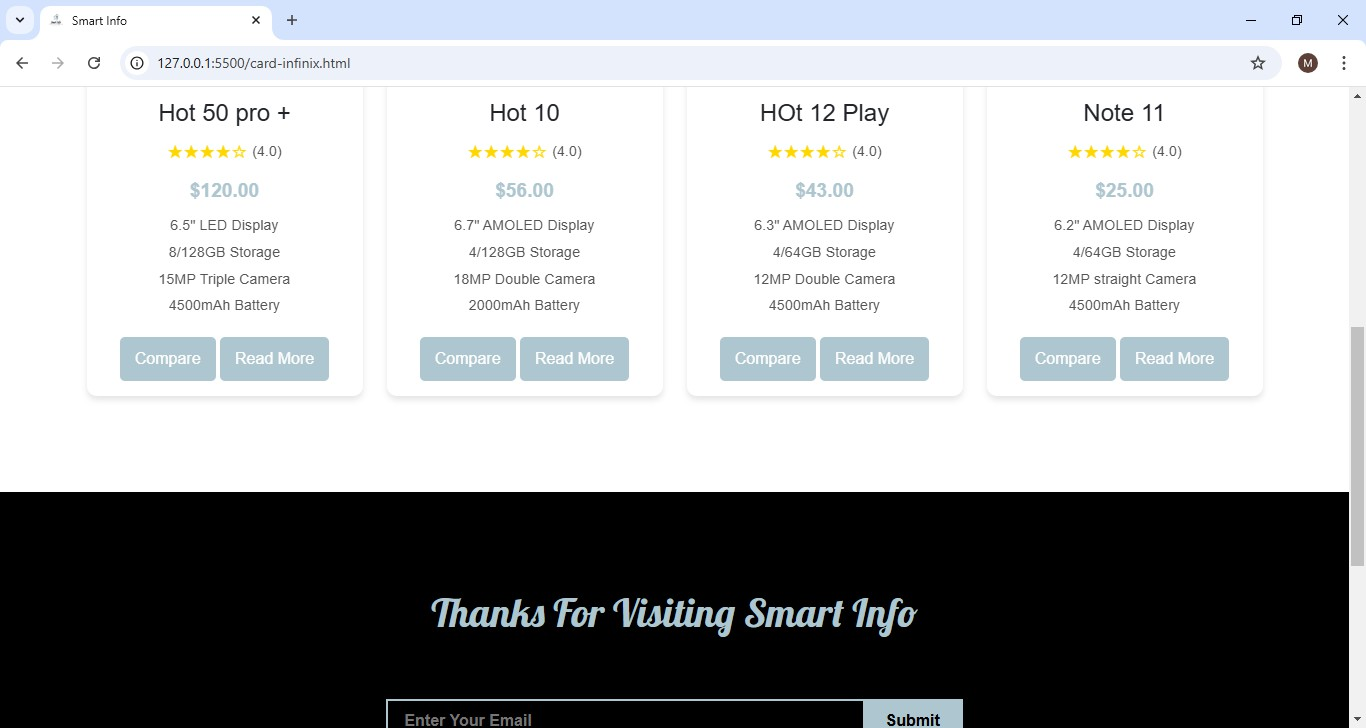 Smart Info
127.0.0.1:5500/card-infinix.html
M
Hot 50 pro +
★★★★☆ (4.0)
$120.00
6.5" LED Display
8/128GB Storage
15MP Triple Camera
4500mAh Battery
Compare
Read More
Hot 10
★★★★☆ (4.0)
$56.00
6.7" AMOLED Display
4/128GB Storage
18MP Double Camera
2000mAh Battery
Compare
Read More
HOt 12 Play
★★★★☆ (4.0)
$43.00
6.3" AMOLED Display
4/64GB Storage
12MP Double Camera
4500mAh Battery
Compare
Read More
Note 11
★★★★☆ (4.0)
$25.00
6.2" AMOLED Display
4/64GB Storage
12MP straight Camera
4500mAh Battery
Compare
Read More
Thanks For Visiting Smart Info
Enter Your Email
Submit